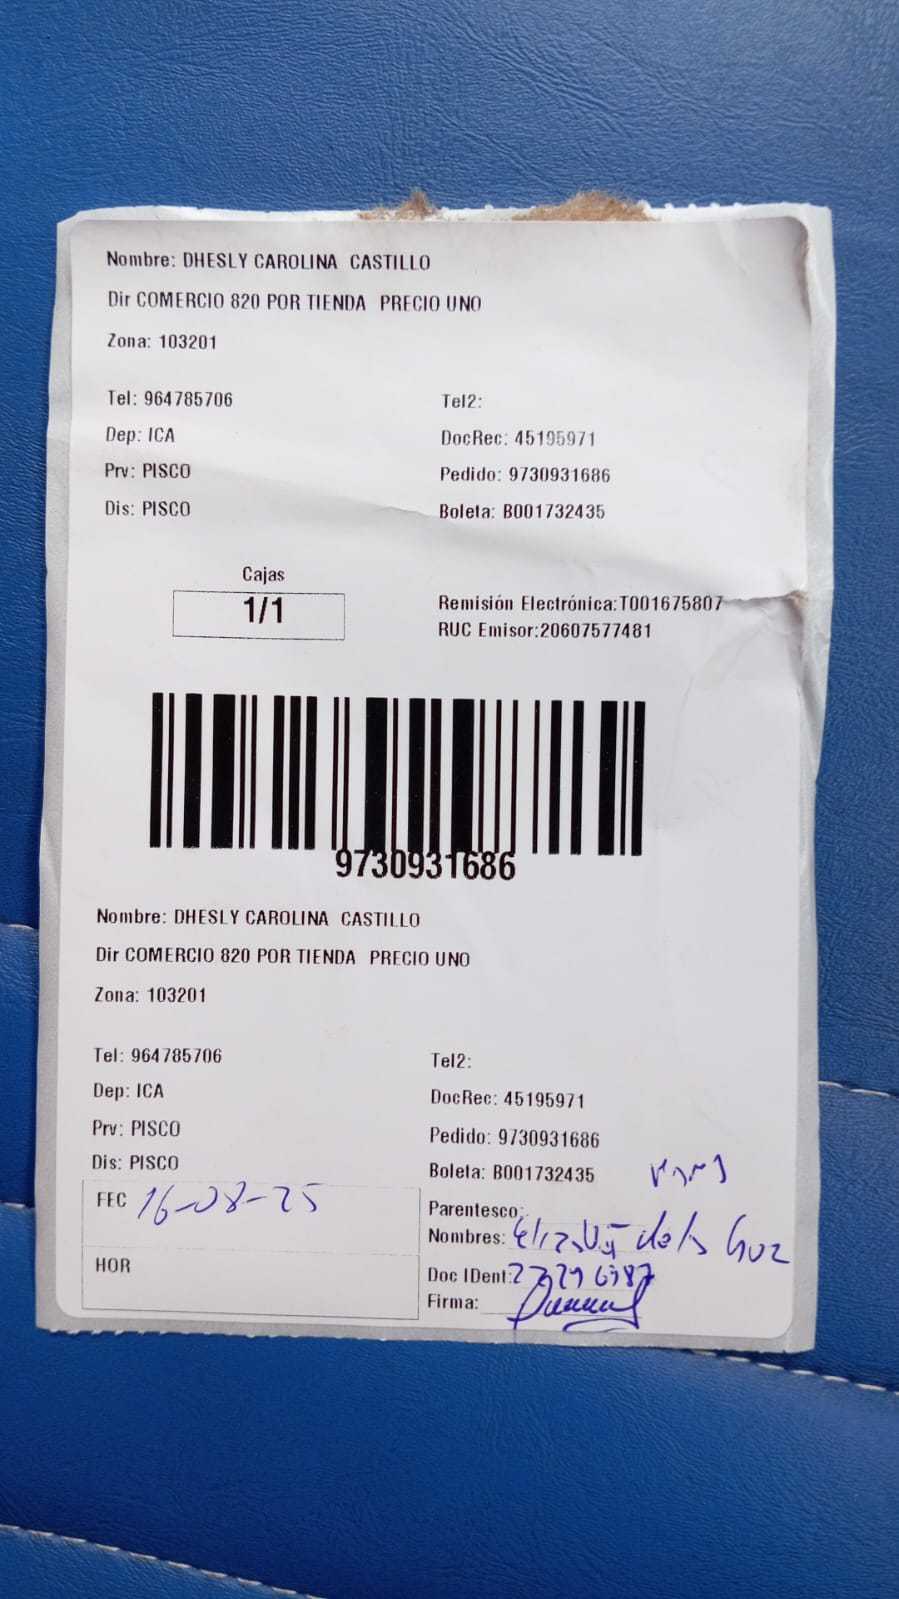 Nombre: DHESLY CAROLINA CASTILLO
Dir COMERCIO 820 POR TIENDA PRECIO UNO
Zona: 103201
Tel: 964785706 Tel2:
Dep: ICA DocRec: 45195971
Prv: PISCO Pedido: 9730931686
Dis: PISCO Boleta: B001732435
Cajas
1/1
Remisión Electrónica:T001675807
RUC Emisor:20607577481
9730931686
Nombre: DHESLY CAROLINA CASTILLO
Dir COMERCIO 820 POR TIENDA PRECIO UNO
Zona: 103201
Tel: 964785706 Tel2:
Dep: ICA DocRec: 45195971
Prv: PISCO Pedido: 9730931686
Dis: PISCO Boleta: B001732435
FEC 16-08-25
Parentesco:
Nombres:
HOR
Doc IDent:
Firma: